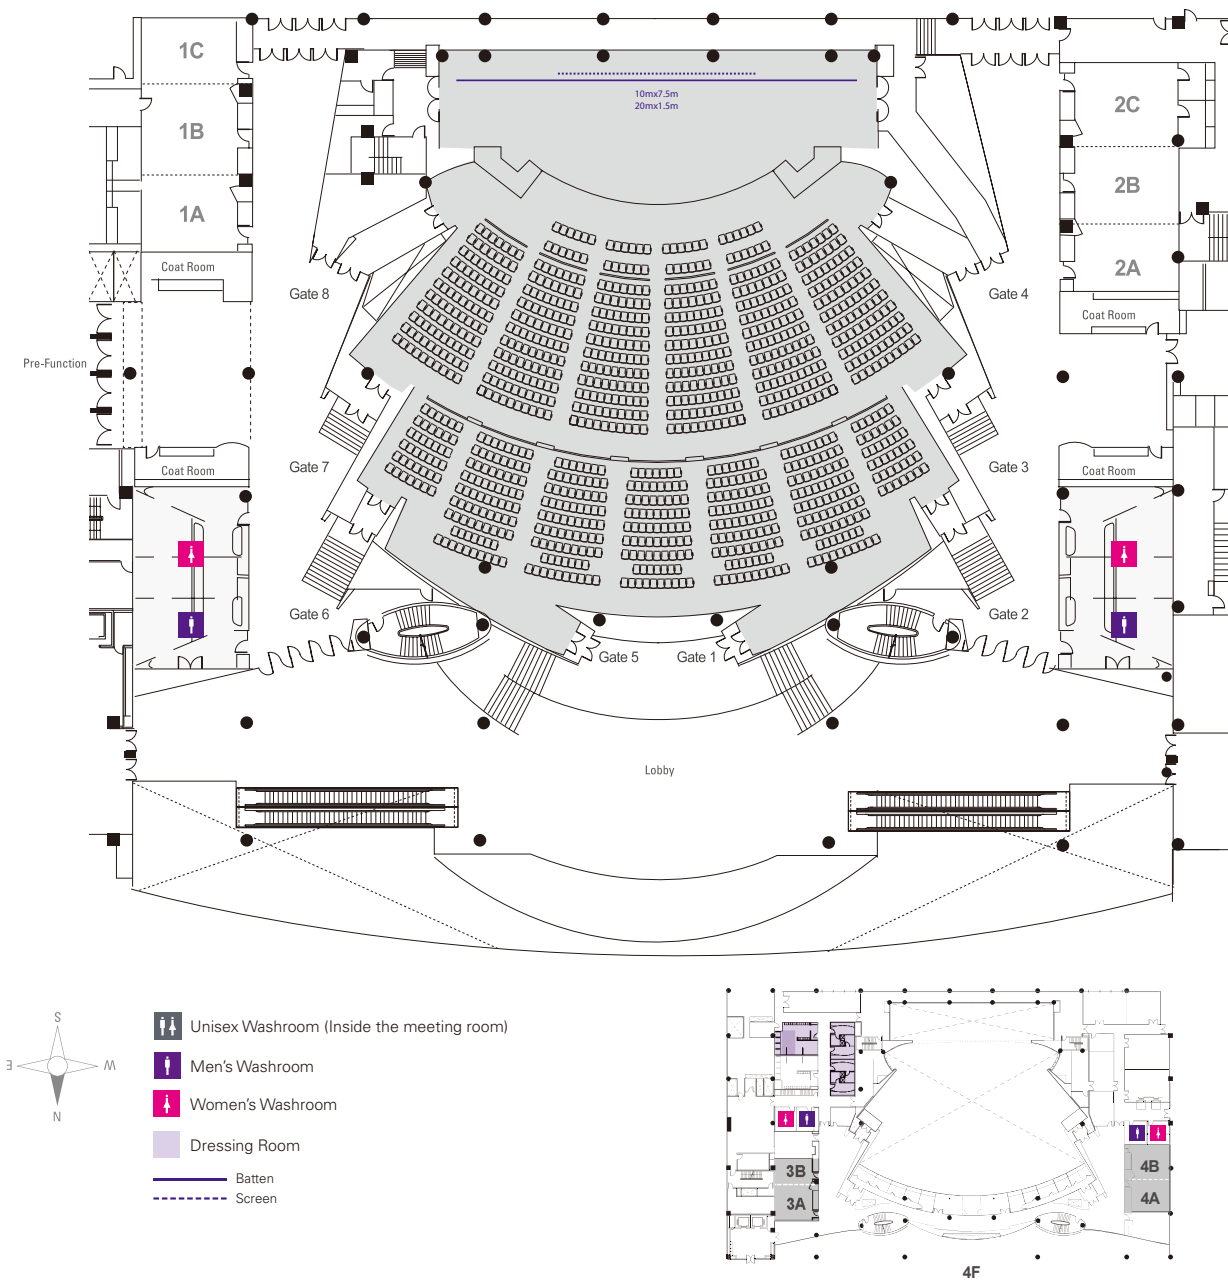 1C
1B
1A
Coat Room
10mx7.5m
20mx1.5m
2C
2B
2A
Coat Room
Gate 8
Gate 4
Pre-Function
Gate 7
Gate 3
Coat Room
Coat Room
Gate 6
Gate 2
Gate 5
Gate 1
Lobby
S
E
W
N
Unisex Washroom (Inside the meeting room)
Men's Washroom
Women's Washroom
Dressing Room
Batten
Screen
3B
3A
4B
4A
4F